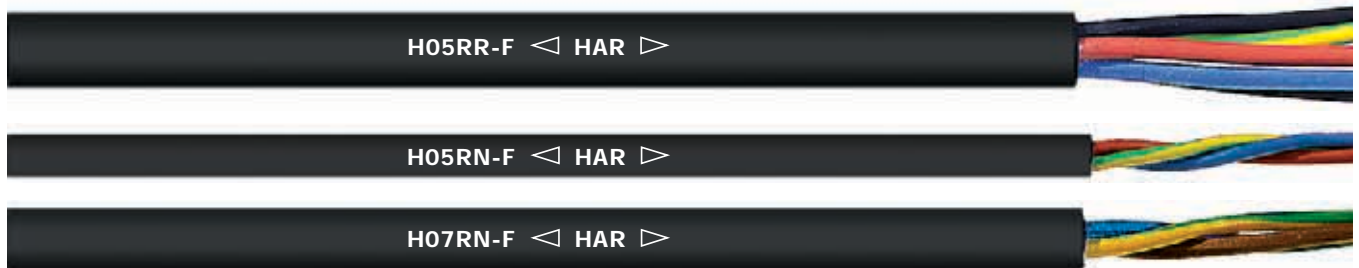 H05RR-F ◁ HAR ▷
H05RN-F ◁ HAR ▷
H07RN-F ◁ HAR ▷